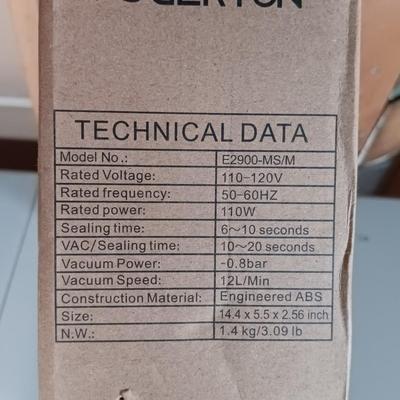 TECHNICAL DATA
Model No.: E2900-MS/M
Rated Voltage: 110-120V
Rated frequency: 50-60HZ
Rated power: 110W
Sealing time: 6~10 seconds
VAC/Sealing time: 10~20 seconds
Vacuum Power: -0.8bar
Vacuum Speed: 12L/Min
Construction Material: Engineered ABS
Size: 14.4 x 5.5 x 2.56 inch
N.W.: 1.4 kg/3.09 lb